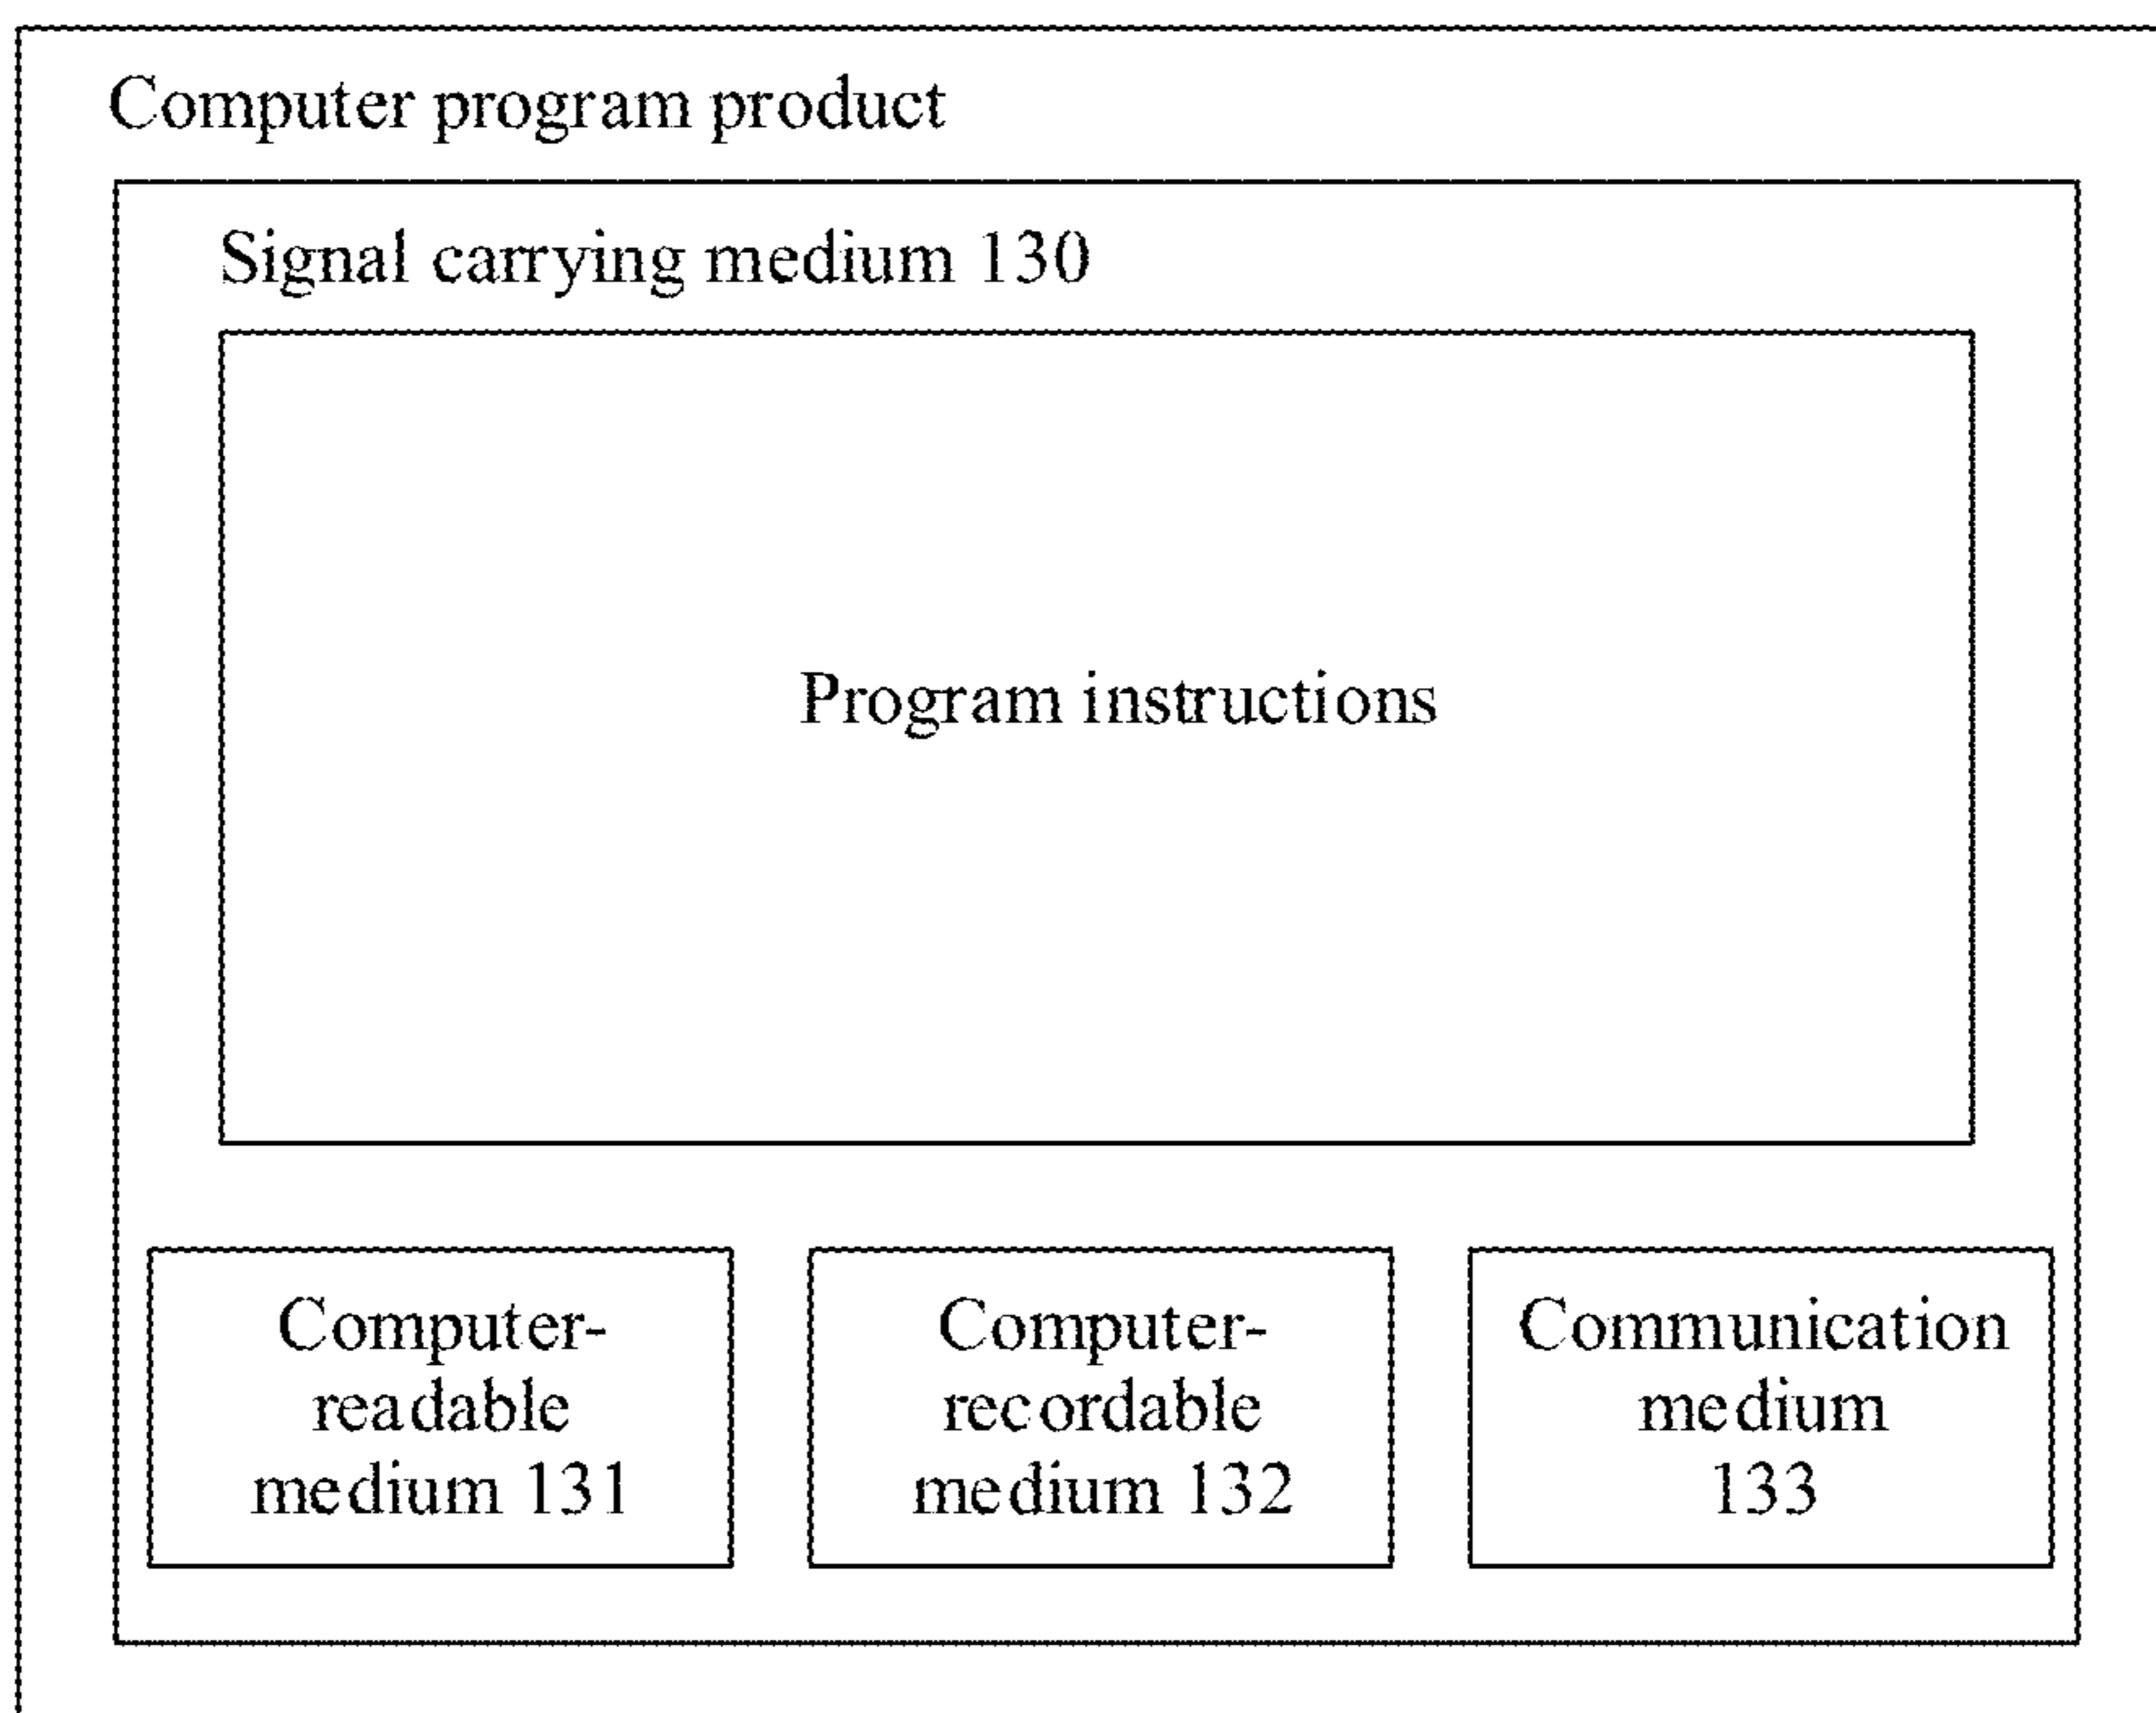 Computer program product
Signal carrying medium 130
Program instructions
Computer-
readable
medium 131
Computer-
recordable
medium 132
Communication
medium
133